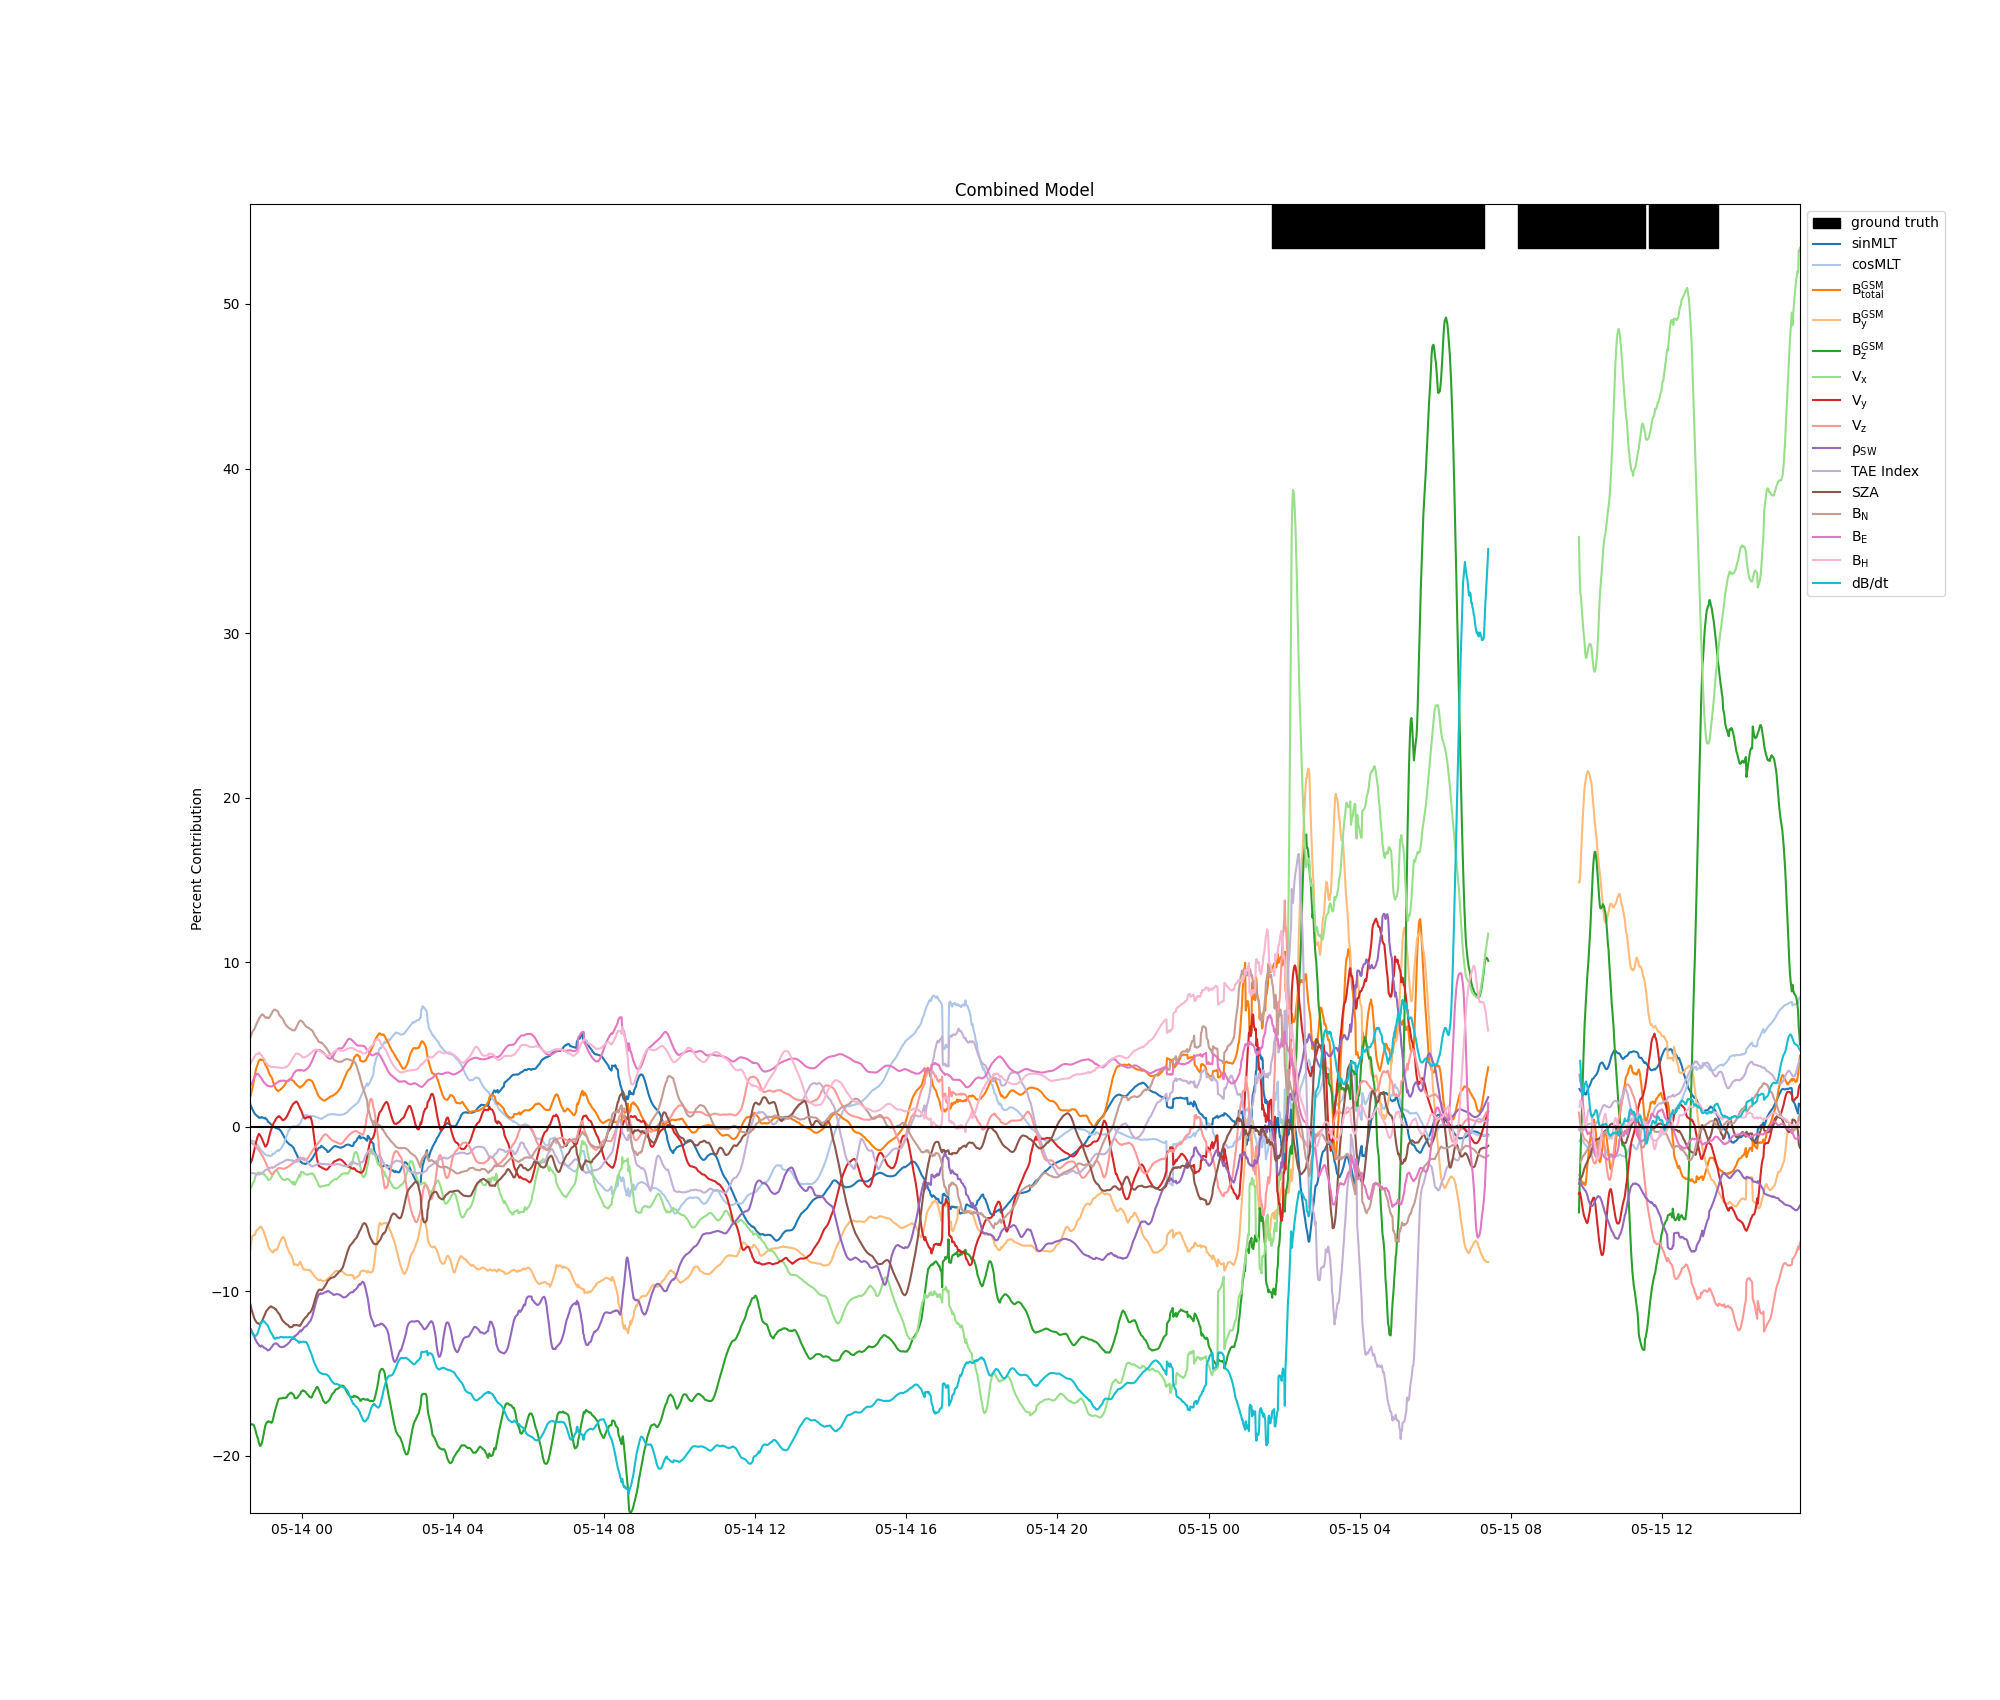 Combined Model
Percent Contribution
50
40
30
20
10
0
−10
−20
05-14 00
05-14 04
05-14 08
05-14 12
05-14 16
05-14 20
05-15 00
05-15 04
05-15 08
05-15 12
ground truth
sinMLT
cosMLT
B_total^GSM
B_y^GSM
B_z^GSM
V_x
V_y
V_z
ρ_SW
TAE Index
SZA
B_N
B_E
B_H
dB/dt